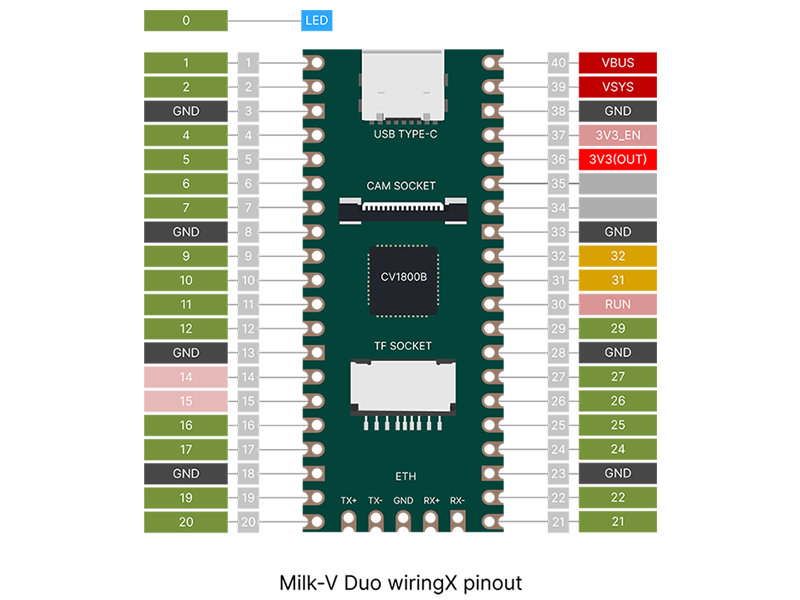 0 LED
1 1 40 VBUS
2 2 39 VSYS
GND 3 38 GND
USB TYPE-C
4 4 37 3V3_EN
5 5 36 3V3(OUT)
CAM SOCKET
6 6 35
7 7 34
GND 8 33 GND
9 9 32 32
CV1800B
10 10 31 31
11 11 30 RUN
12 12 29 29
TF SOCKET
GND 13 28 GND
14 14 27 27
15 15 26 26
16 16 25 25
17 17 24 24
GND 18 23 GND
ETH
19 19 22 22
TX+ TX- GND RX+ RX-
20 20 21 21
Milk-V Duo wiringX pinout